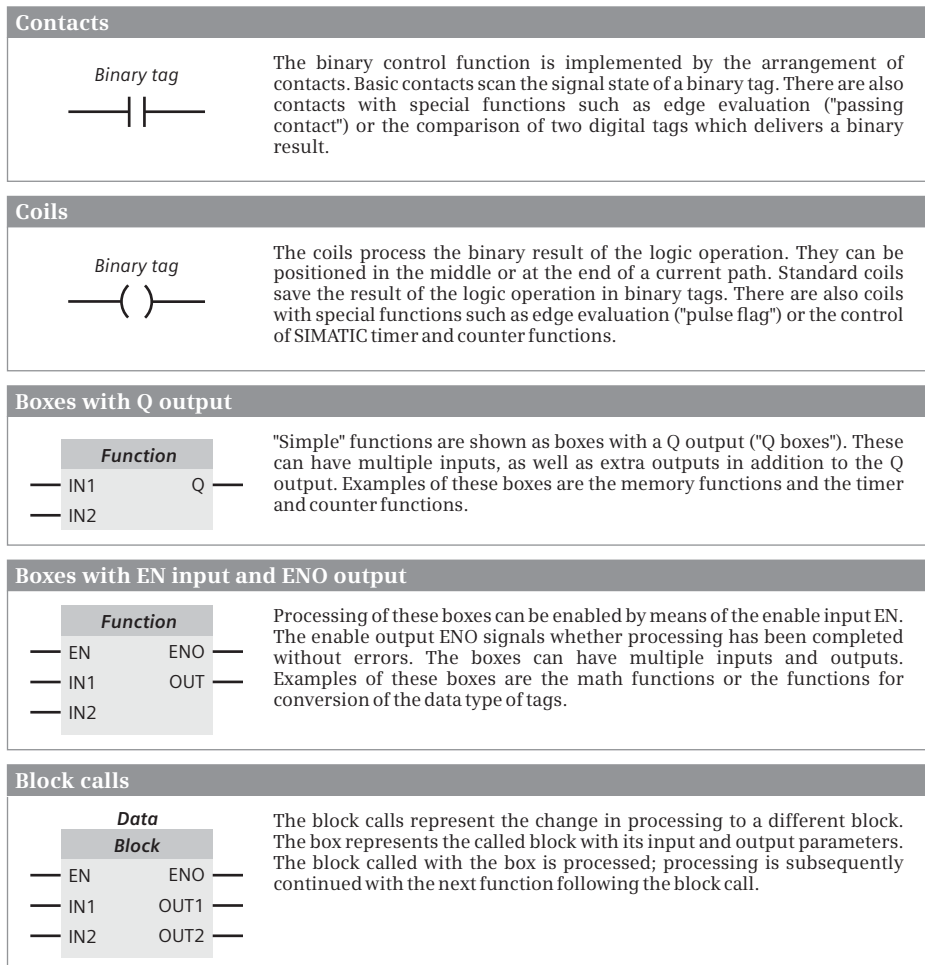 Contacts
Binary tag
The binary control function is implemented by the arrangement of
contacts. Basic contacts scan the signal state of a binary tag. There are also
contacts with special functions such as edge evaluation ("passing
contact") or the comparison of two digital tags which delivers a binary
result.
Coils
Binary tag
The coils process the binary result of the logic operation. They can be
positioned in the middle or at the end of a current path. Standard coils
save the result of the logic operation in binary tags. There are also coils
with special functions such as edge evaluation ("pulse flag") or the control
of SIMATIC timer and counter functions.
Boxes with Q output
Function
IN1 Q
IN2
"Simple" functions are shown as boxes with a Q output ("Q boxes"). These
can have multiple inputs, as well as extra outputs in addition to the Q
output. Examples of these boxes are the memory functions and the timer
and counter functions.
Boxes with EN input and ENO output
Function
EN ENO
IN1 OUT
IN2
Processing of these boxes can be enabled by means of the enable input EN.
The enable output ENO signals whether processing has been completed
without errors. The boxes can have multiple inputs and outputs.
Examples of these boxes are the math functions or the functions for
conversion of the data type of tags.
Block calls
Data
Block
EN ENO
IN1 OUT1
IN2 OUT2
The block calls represent the change in processing to a different block.
The box represents the called block with its input and output parameters.
The block called with the box is processed; processing is subsequently
continued with the next function following the block call.